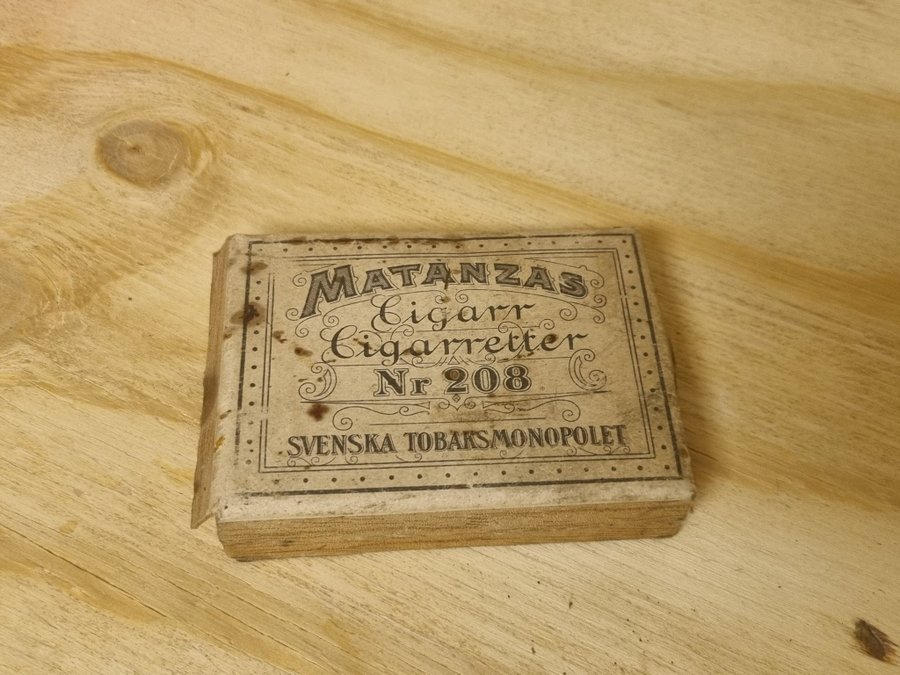 MATANZAS
Cigarr
Cigarretter
Nr 208
SVENSKA TOBAKSMONOPOLET